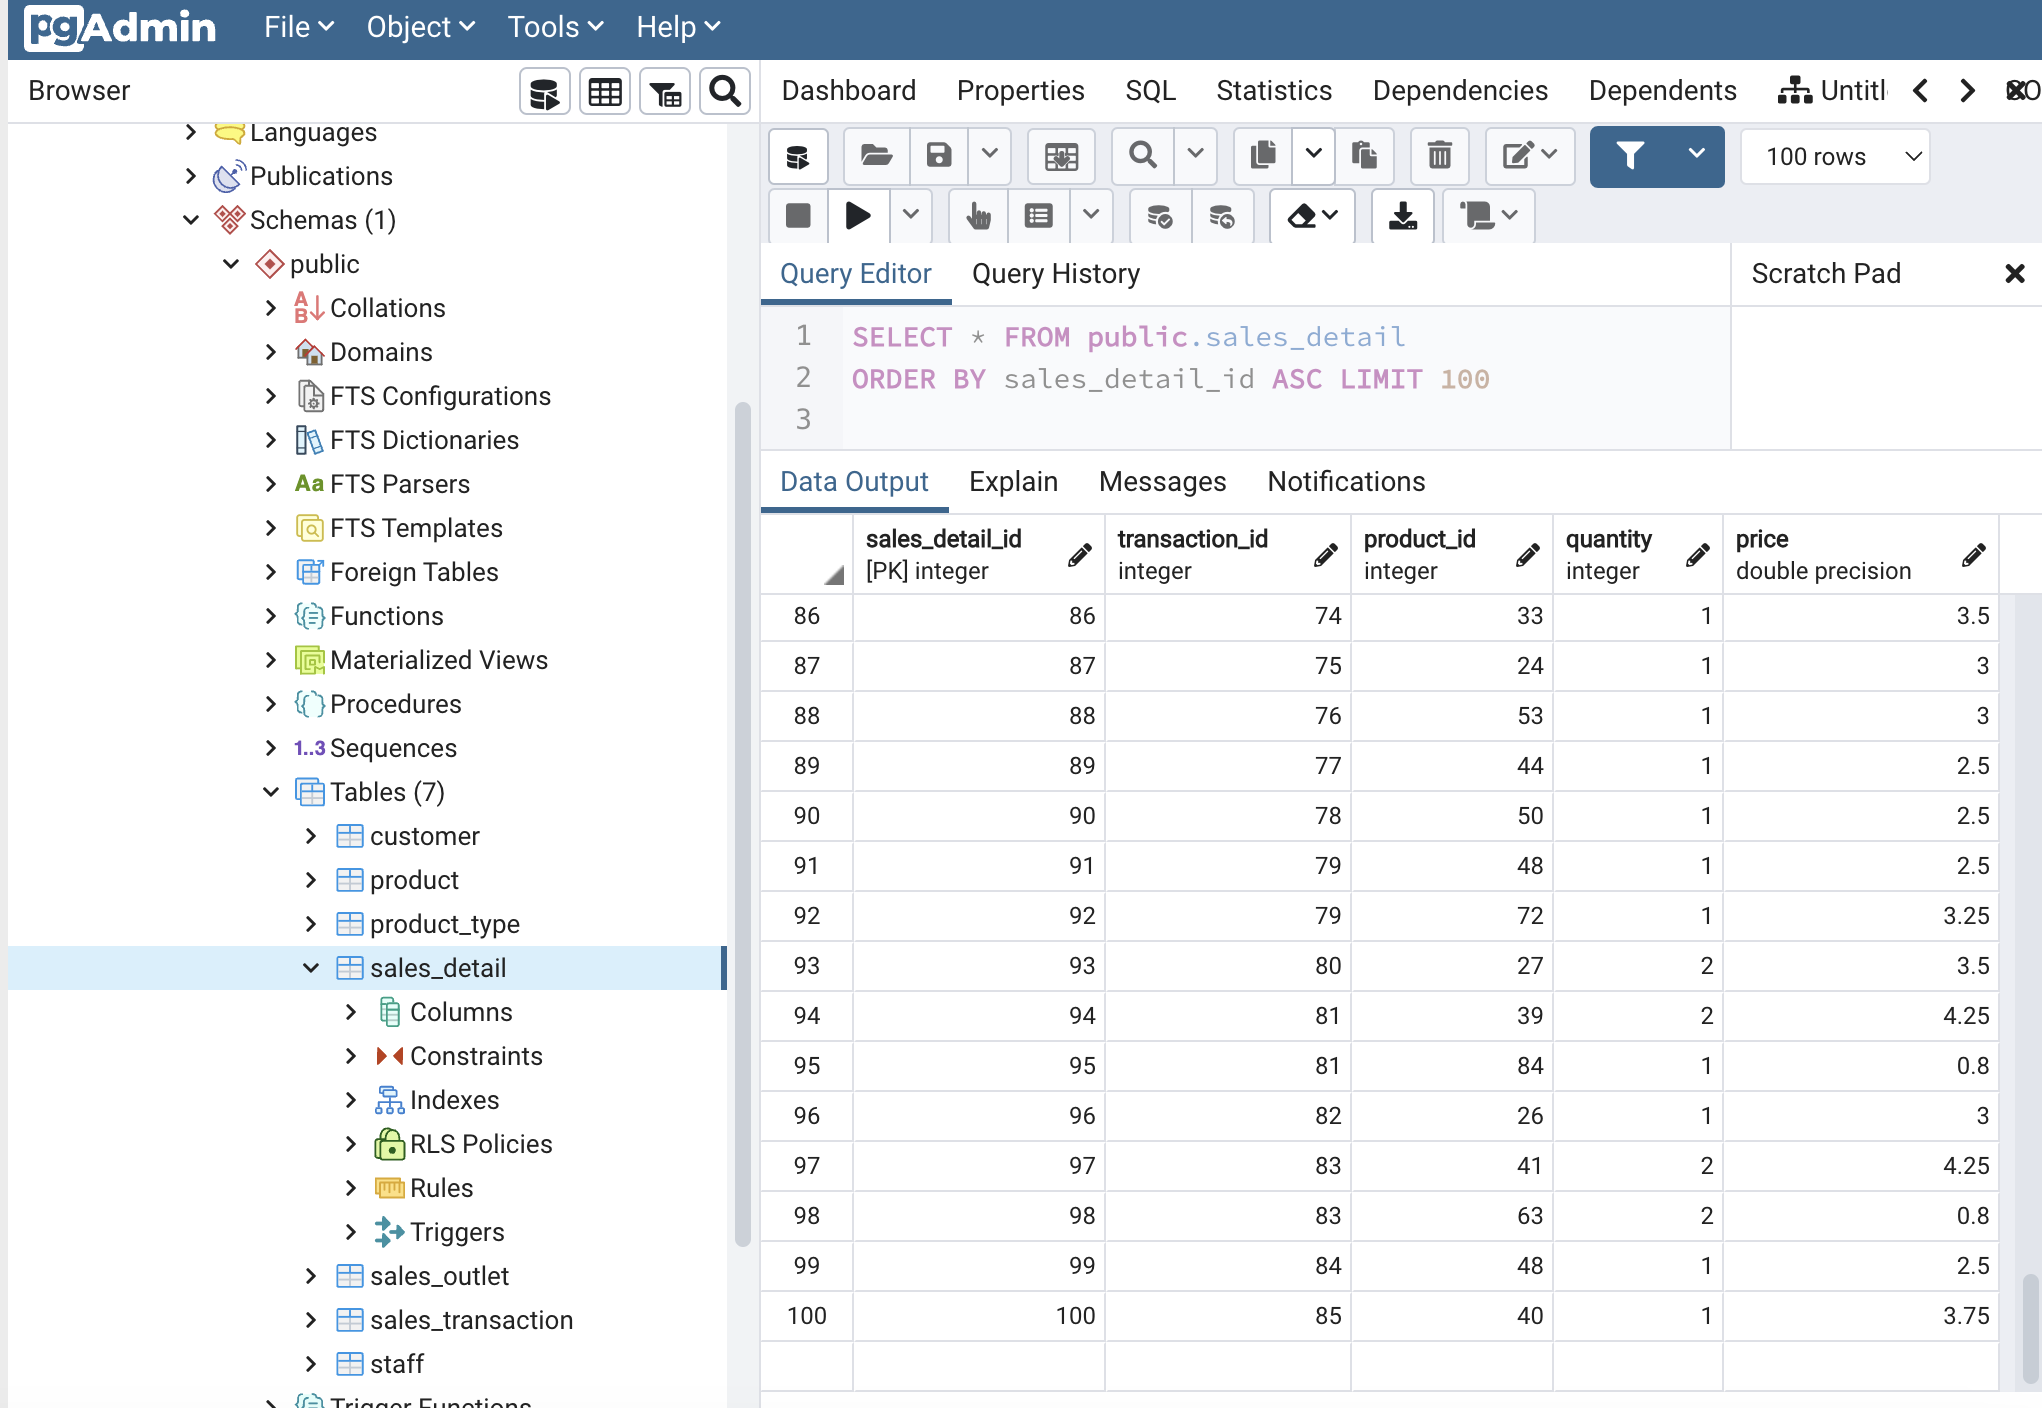 pgAdmin File Object Tools Help
Browser
Languages
Publications
Schemas (1)
public
Collations
Domains
FTS Configurations
FTS Dictionaries
Aa FTS Parsers
FTS Templates
Foreign Tables
Functions
Materialized Views
Procedures
1..3 Sequences
Tables (7)
customer
product
product_type
sales_detail
Columns
Constraints
Indexes
RLS Policies
Rules
Triggers
sales_outlet
sales_transaction
staff
Trigger Functions
Dashboard Properties SQL Statistics Dependencies Dependents Untitl
100 rows
Query Editor Query History
Scratch Pad
1 SELECT * FROM public.sales_detail
2 ORDER BY sales_detail_id ASC LIMIT 100
3
Data Output Explain Messages Notifications
sales_detail_id transaction_id product_id quantity price
[PK] integer integer integer integer double precision
86 86 74 33 1 3.5
87 87 75 24 1 3
88 88 76 53 1 3
89 89 77 44 1 2.5
90 90 78 50 1 2.5
91 91 79 48 1 2.5
92 92 79 72 1 3.25
93 93 80 27 2 3.5
94 94 81 39 2 4.25
95 95 81 84 1 0.8
96 96 82 26 1 3
97 97 83 41 2 4.25
98 98 83 63 2 0.8
99 99 84 48 1 2.5
100 100 85 40 1 3.75